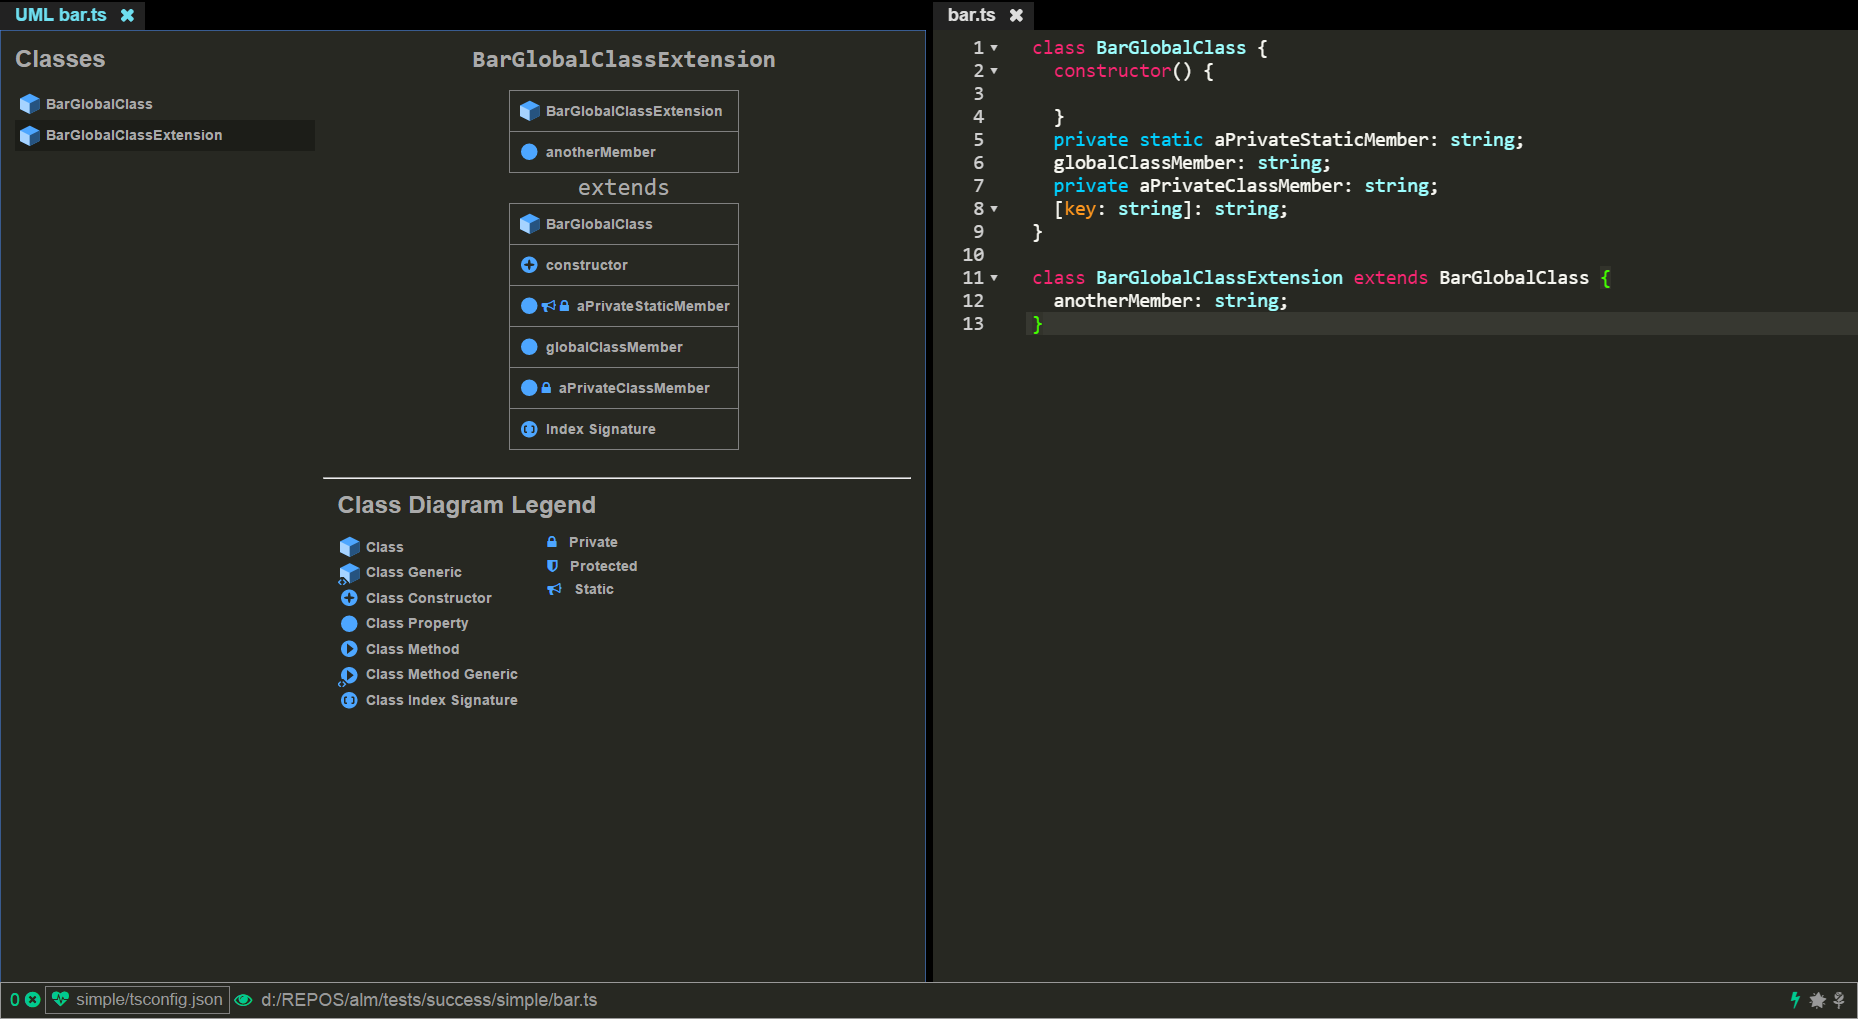 UML bar.ts
Classes
BarGlobalClass
BarGlobalClassExtension
BarGlobalClassExtension
BarGlobalClassExtension
anotherMember
extends
BarGlobalClass
constructor
aPrivateStaticMember
globalClassMember
aPrivateClassMember
Index Signature
Class Diagram Legend
Class
Class Generic
Class Constructor
Class Property
Class Method
Class Method Generic
Class Index Signature
Private
Protected
Static
bar.ts
1 class BarGlobalClass {
2 constructor() {
3
4 }
5 private static aPrivateStaticMember: string;
6 globalClassMember: string;
7 private aPrivateClassMember: string;
8 [key: string]: string;
9 }
10
11 class BarGlobalClassExtension extends BarGlobalClass {
12 anotherMember: string;
13 }
0 simple/tsconfig.json d:/REPOS/alm/tests/success/simple/bar.ts